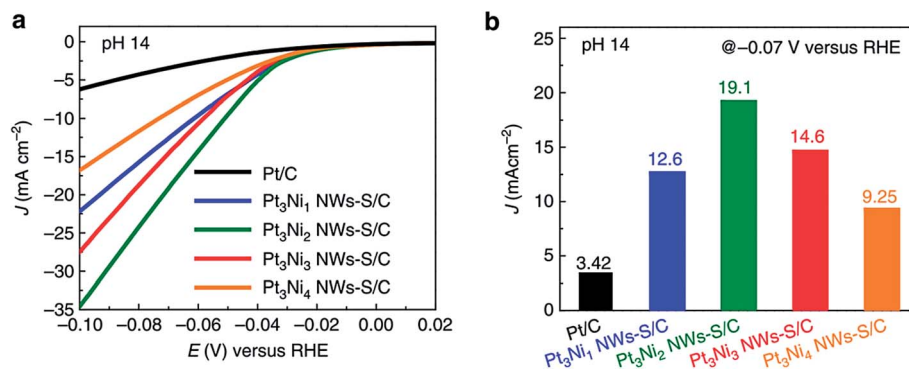 a
pH 14
0
−5
−10
−15
−20
−25
−30
−35
J (mA cm⁻²)
Pt/C
Pt₃Ni₁ NWs-S/C
Pt₃Ni₂ NWs-S/C
Pt₃Ni₃ NWs-S/C
Pt₃Ni₄ NWs-S/C
−0.10 −0.08 −0.06 −0.04 −0.02 0.00 0.02
E (V) versus RHE
b
pH 14
@−0.07 V versus RHE
25
20
15
10
5
0
J (mAcm⁻²)
3.42
12.6
19.1
14.6
9.25
Pt/C
Pt₃Ni₁ NWs-S/C
Pt₃Ni₂ NWs-S/C
Pt₃Ni₃ NWs-S/C
Pt₃Ni₄ NWs-S/C